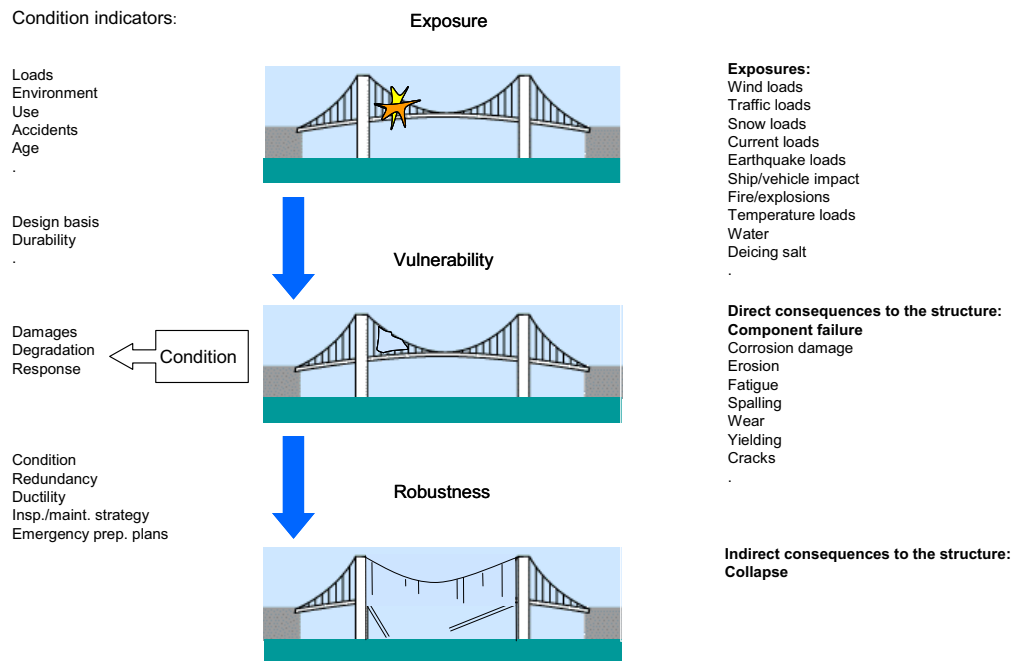 Condition indicators:
Exposure
Loads
Environment
Use
Accidents
Age
.
Exposures:
Wind loads
Traffic loads
Snow loads
Current loads
Earthquake loads
Ship/vehicle impact
Fire/explosions
Temperature loads
Water
Deicing salt
.
Design basis
Durability
.
Vulnerability
Damages
Degradation
Response
Condition
Direct consequences to the structure:
Component failure
Corrosion damage
Erosion
Fatigue
Spalling
Wear
Yielding
Cracks
.
Condition
Redundancy
Ductility
Insp./maint. strategy
Emergency prep. plans
Robustness
Indirect consequences to the structure:
Collapse